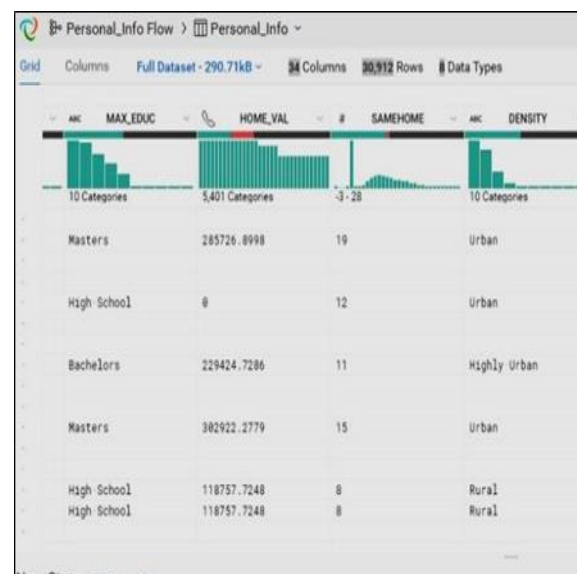 Personal_Info Flow > Personal_Info
Grid Columns Full Dataset - 290.71kB 34 Columns 30,912 Rows 8 Data Types
ABC MAX_EDUC HOME_VAL # SAMEHOME ABC DENSITY
10 Categories 5,401 Categories -3 - 28 10 Categories
Masters 285726.8998 19 Urban
High School 0 12 Urban
Bachelors 229424.7286 11 Highly Urban
Masters 302922.2779 15 Urban
High School 118757.7248 8 Rural
High School 118757.7248 8 Rural